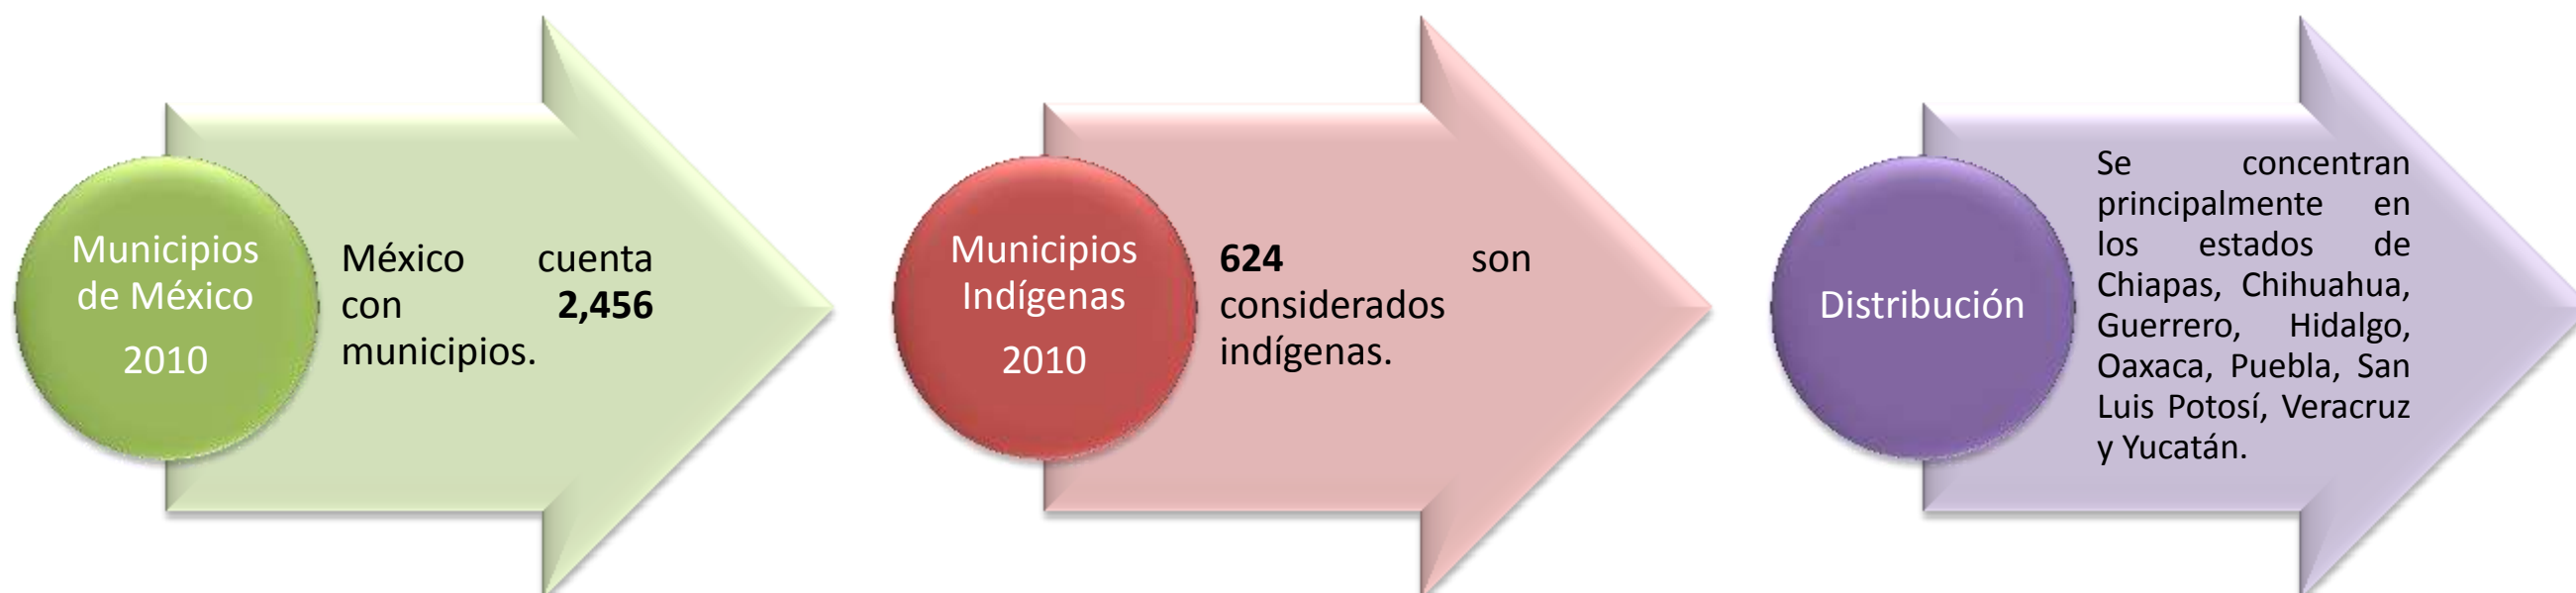 Municipios
de México
2010
México cuenta
con 2,456
municipios.
Municipios
Indígenas
2010
624 son
considerados
indígenas.
Distribución
Se concentran
principalmente en
los estados de
Chiapas, Chihuahua,
Guerrero, Hidalgo,
Oaxaca, Puebla, San
Luis Potosí, Veracruz
y Yucatán.